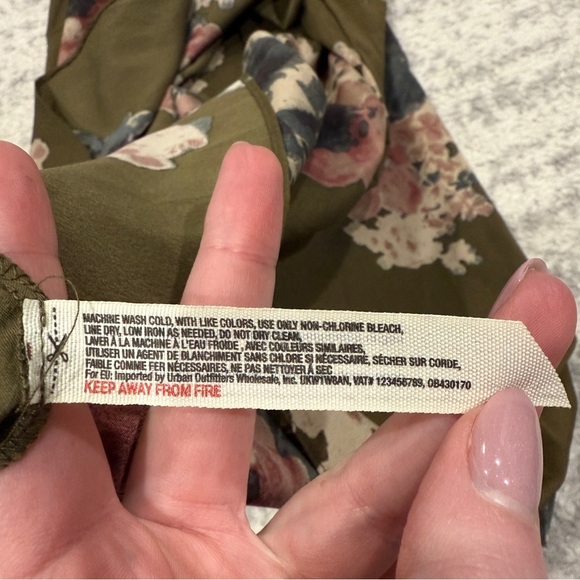 MACHINE WASH COLD, WITH LIKE COLORS, USE ONLY NON-CHLORINE BLEACH,
LINE DRY, LOW IRON AS NEEDED, DO NOT DRY CLEAN,
LAVER À LA MACHINE À L'EAU FROIDE , AVEC COULEURS SIMILAIRES,
UTILISER UN AGENT DE BLANCHIMENT SANS CHLORE SI NÉCESSAIRE, SÉCHER SUR CORDE,
FAIBLE COMME FER NÉCESSAIRES, NE PAS NETTOYER À SEC
For EU: Imported by Urban Outfitters Wholesale, Inc. UKW1W8AN, VAT# 123456789, GB430170
KEEP AWAY FROM FIRE